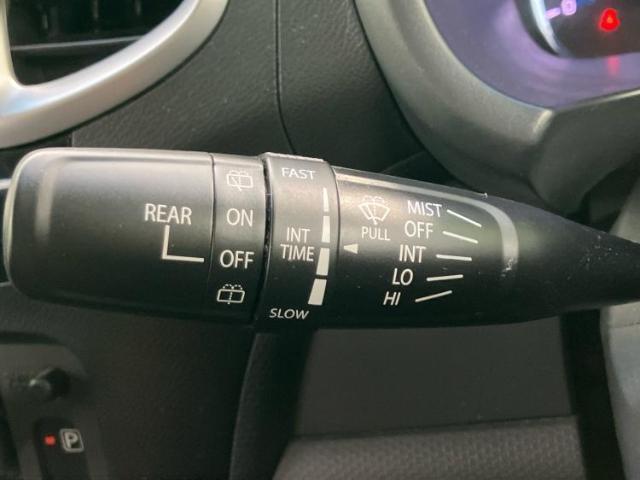 REAR
ON
OFF
FAST
INT
TIME
SLOW
PULL
MIST
OFF
INT
LO
HI
P